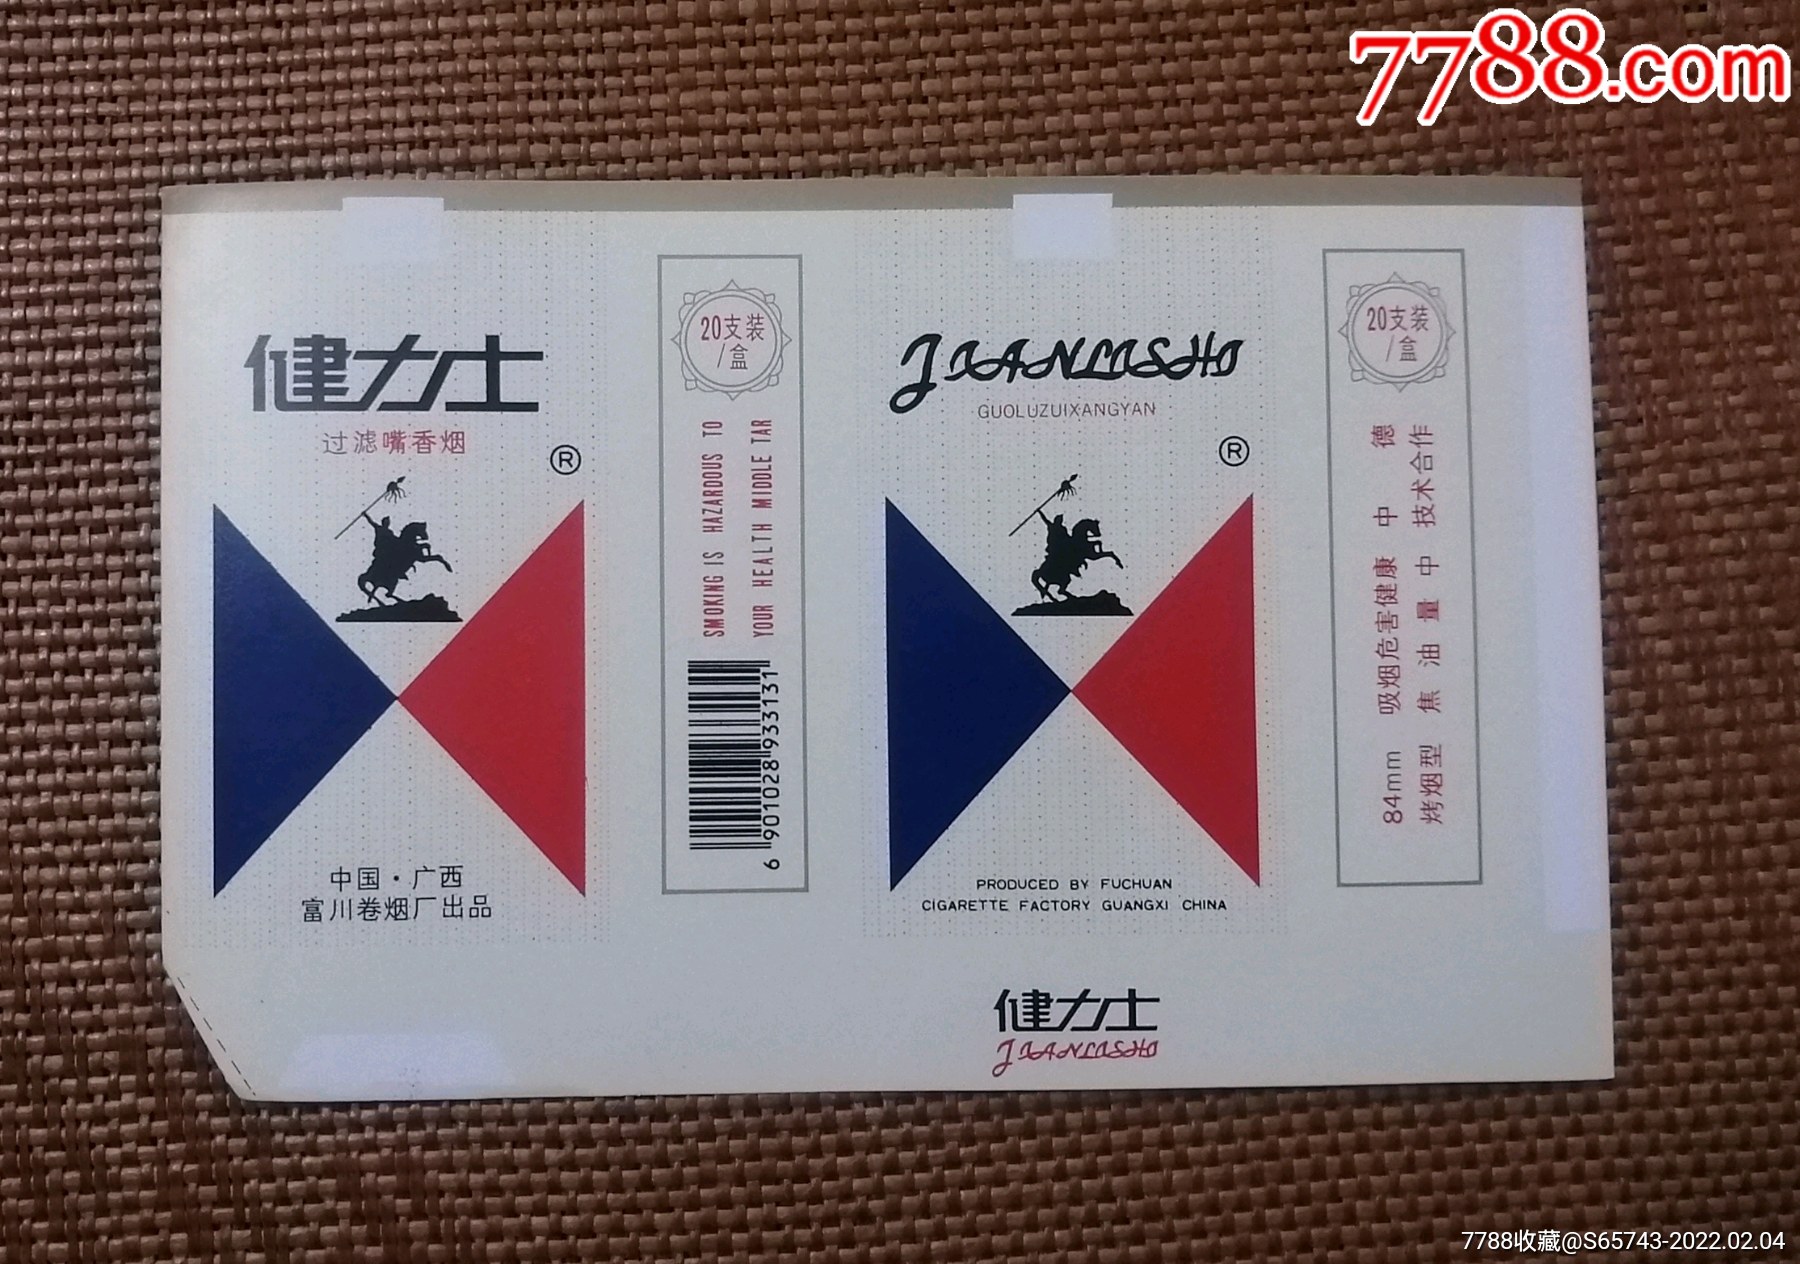 7788.com
健力士
过滤嘴香烟
®
中国·广西
富川卷烟厂出品
20支装
/盒
SMOKING IS HAZARDOUS TO
YOUR HEALTH MIDDLE TAR
6901028933131
JIANLISHI
GUOLUZUIXANGYAN
®
PRODUCED BY FUCHUAN
CIGARETTE FACTORY GUANGXI CHINA
20支装
/盒
84mm 吸烟危害健康 中 德
烤烟型 焦油量中 技术合作
健力士
JIANLISHI
7788收藏@S65743-2022.02.04